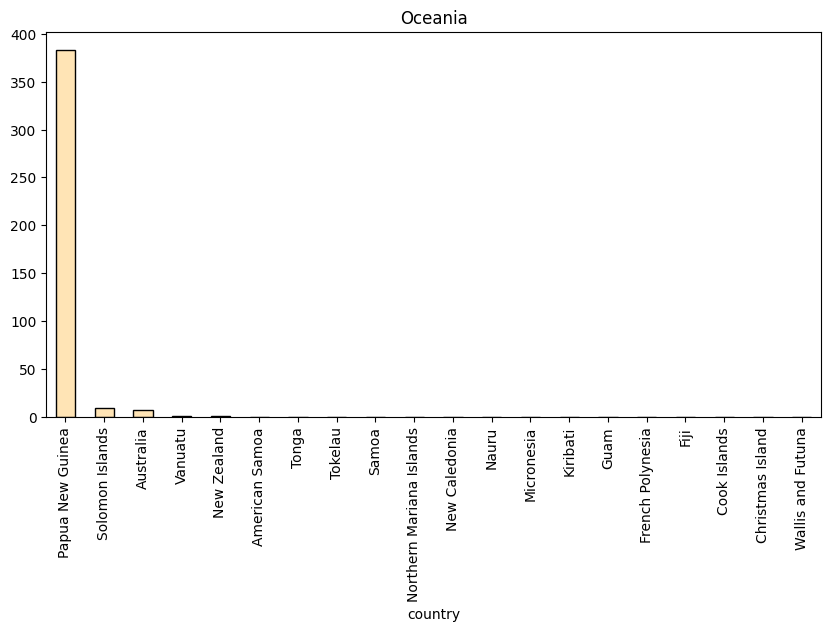 Oceania
400
350
300
250
200
150
100
50
0
Papua New Guinea
Solomon Islands
Australia
Vanuatu
New Zealand
American Samoa
Tonga
Tokelau
Samoa
Northern Mariana Islands
New Caledonia
Nauru
Micronesia
Kiribati
Guam
French Polynesia
Fiji
Cook Islands
Christmas Island
Wallis and Futuna
country